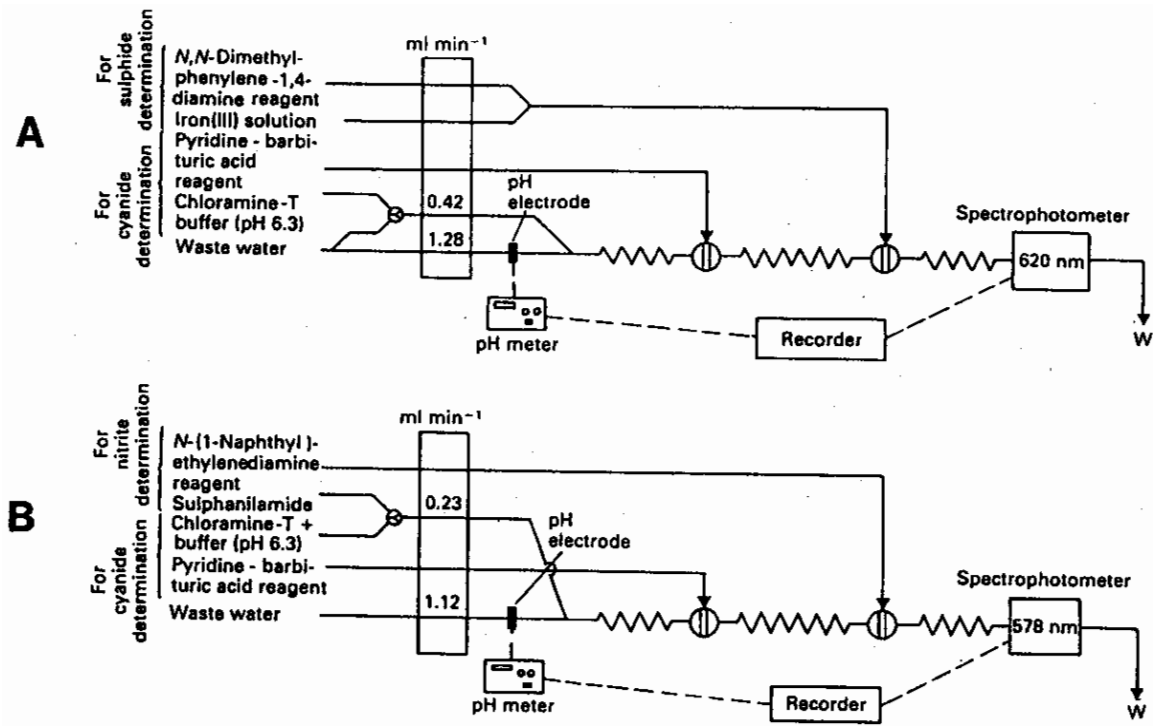 A
For
sulphide
determination
N,N-Dimethyl-
phenylene -1,4-
diamine reagent
Iron(III) solution
For
cyanide
determination
Pyridine - barbi-
turic acid
reagent
Chloramine-T
buffer (pH 6.3)
Waste water
ml min⁻¹
0.42
1.28
pH
electrode
pH meter
Recorder
Spectrophotometer
620 nm
W
B
For
nitrite
determination
N-(1-Naphthyl)-
ethylenediamine
reagent
Sulphanilamide
For
cyanide
determination
Chloramine-T +
buffer (pH 6.3)
Pyridine - barbi-
turic acid reagent
Waste water
ml min⁻¹
0.23
1.12
pH
electrode
pH meter
Recorder
Spectrophotometer
578 nm
W